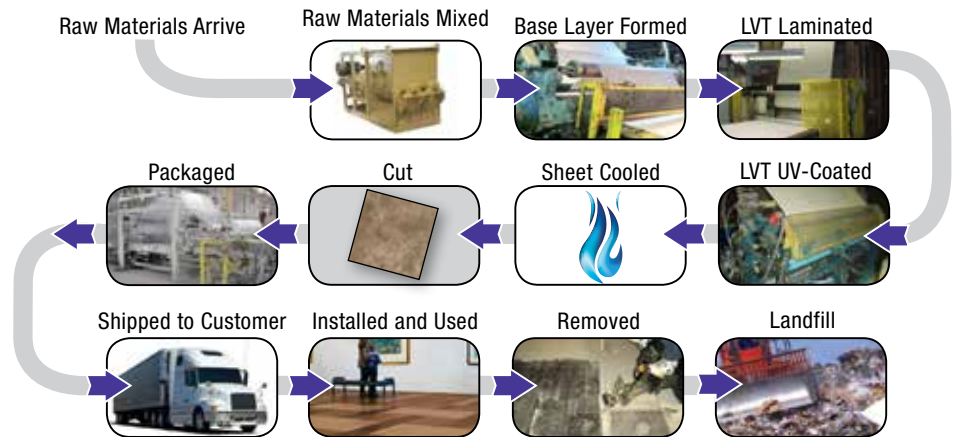 Raw Materials Arrive
Raw Materials Mixed
Base Layer Formed
LVT Laminated
LVT UV-Coated
Sheet Cooled
Cut
Packaged
Shipped to Customer
Installed and Used
Removed
Landfill